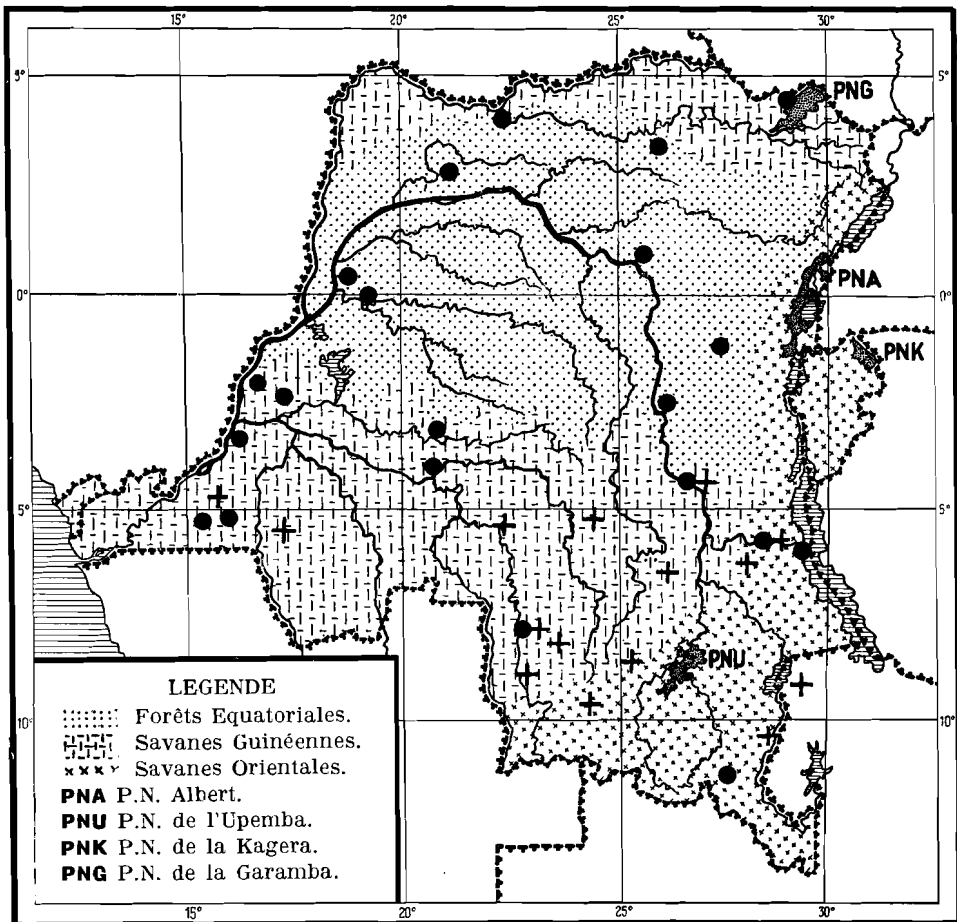 15° 20° 25° 30°
5° 5°
PNG
0° 0°
PNA
PNK
5° 5°
PNU
10° 10°
LEGENDE
Forêts Equatoriales.
Savanes Guinéennes.
Savanes Orientales.
PNA P.N. Albert.
PNU P.N. de l'Upemba.
PNK P.N. de la Kagera.
PNG P.N. de la Garamba.
15° 20° 25° 30°